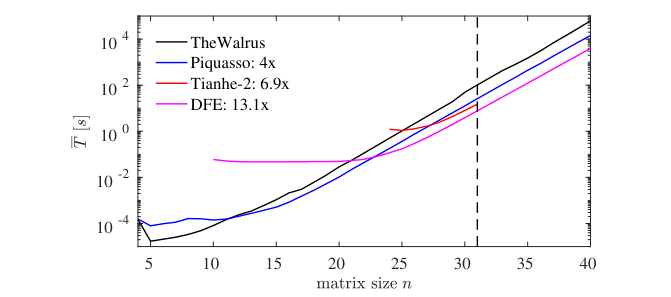 10 4
10 2
10 0
10 -2
10 -4
T [s]
TheWalrus
Piquasso: 4x
Tianhe-2: 6.9x
DFE: 13.1x
5 10 15 20 25 30 35 40
matrix size n